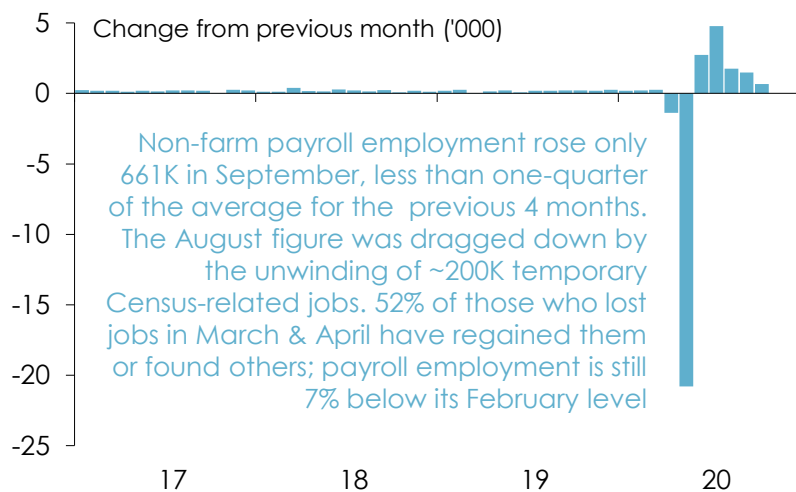 5
Change from previous month ('000)
0
Non-farm payroll employment rose only
661K in September, less than one-quarter
-5
of the average for the previous 4 months.
-10
The August figure was dragged down by
the unwinding of ~200K temporary
-15
Census-related jobs. 52% of those who lost
jobs in March & April have regained them
-20
or found others; payroll employment is still
7% below its February level
-25
17
18
19
20